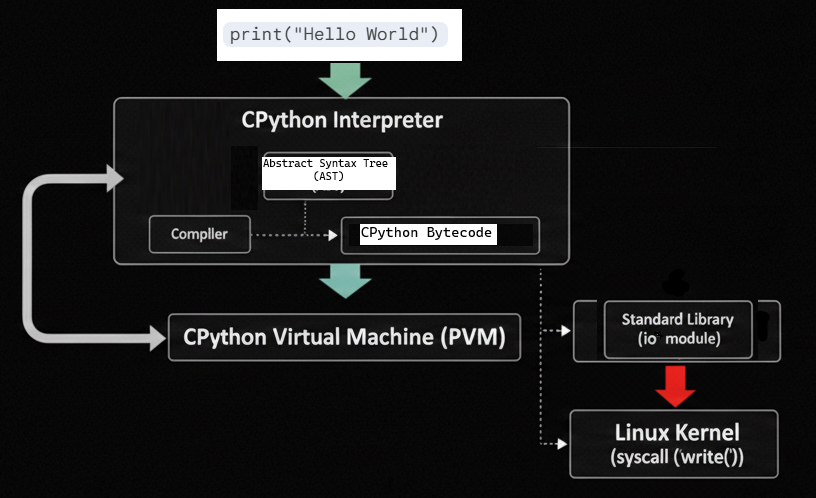 print("Hello World")
CPython Interpreter
Abstract Syntax Tree
(AST)
Compller
CPython Bytecode
CPython Virtual Machine (PVM)
Standard Library
(io module)
Linux Kernel
(syscall ('write('))